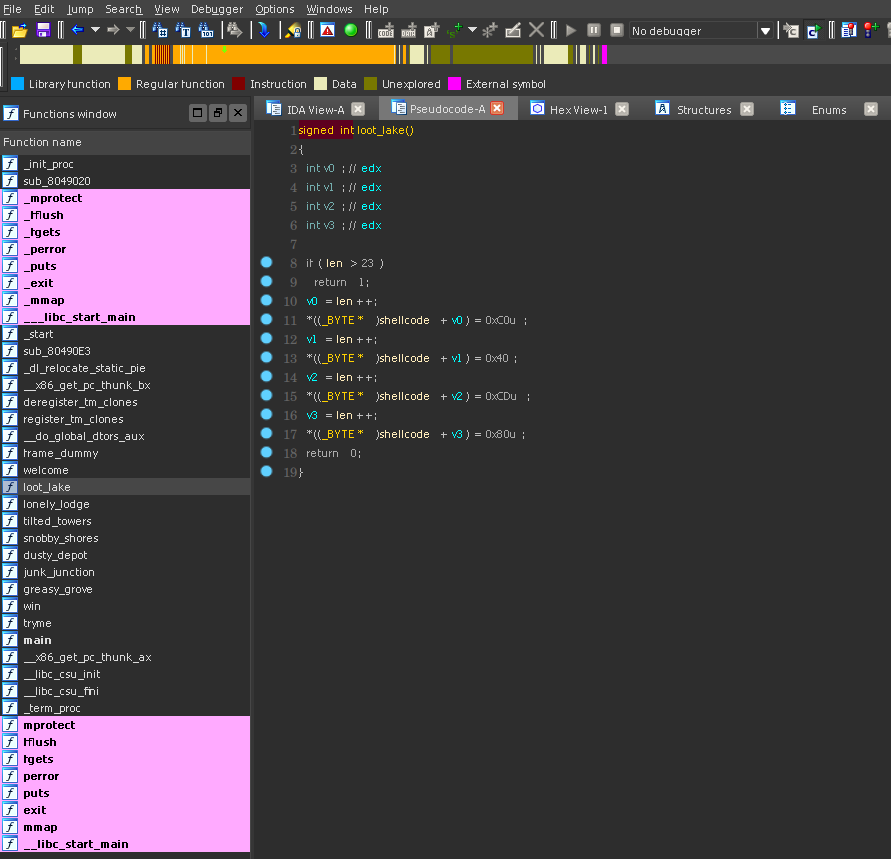 File Edit Jump Search View Debugger Options Windows Help
No debugger
Library function Regular function Instruction Data Unexplored External symbol
Functions window
Function name
_init_proc
sub_8049020
_mprotect
_fflush
_fgets
_perror
_puts
_exit
_mmap
___libc_start_main
_start
sub_80490E3
_dl_relocate_static_pie
__x86_get_pc_thunk_bx
deregister_tm_clones
register_tm_clones
__do_global_dtors_aux
frame_dummy
welcome
loot_lake
lonely_lodge
tilted_towers
snobby_shores
dusty_depot
junk_junction
greasy_grove
win
tryme
main
__x86_get_pc_thunk_ax
__libc_csu_init
__libc_csu_fini
_term_proc
mprotect
fflush
fgets
perror
puts
exit
mmap
__libc_start_main
IDA View-A Pseudocode-A Hex View-1 Structures Enums
1 signed int loot_lake()
2 {
3 int v0 ; // edx
4 int v1 ; // edx
5 int v2 ; // edx
6 int v3 ; // edx
7
8 if ( len > 23 )
9 return 1;
10 v0 = len ++;
11 *((_BYTE * )shellcode + v0 ) = 0xC0u ;
12 v1 = len ++;
13 *((_BYTE * )shellcode + v1 ) = 0x40 ;
14 v2 = len ++;
15 *((_BYTE * )shellcode + v2 ) = 0xCDu ;
16 v3 = len ++;
17 *((_BYTE * )shellcode + v3 ) = 0x80u ;
18 return 0;
19 }